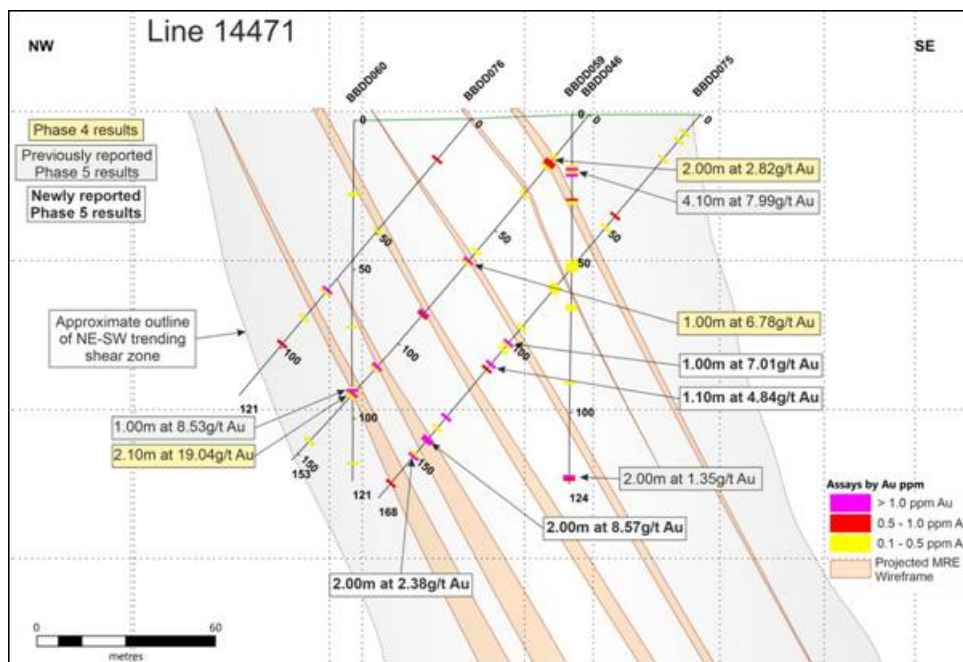 Line 14471
NW
SE
BBDD060
BBDD076
BBDD059
BBDD046
BBDD075
0
0
0
0
0
Phase 4 results
Previously reported
Phase 5 results
Newly reported
Phase 5 results
2.00m at 2.82g/t Au
4.10m at 7.99g/t Au
50
50
50
50
50
Approximate outline
of NE-SW trending
shear zone
1.00m at 6.78g/t Au
1.00m at 7.01g/t Au
1.10m at 4.84g/t Au
100
100
100
100
100
121
1.00m at 8.53g/t Au
2.10m at 19.04g/t Au
150
153
150
121
168
124
2.00m at 1.35g/t Au
2.00m at 8.57g/t Au
2.00m at 2.38g/t Au
Assays by Au ppm
> 1.0 ppm Au
0.5 - 1.0 ppm A
0.1 - 0.5 ppm A
Projected MRE
Wireframe
0
60
metres